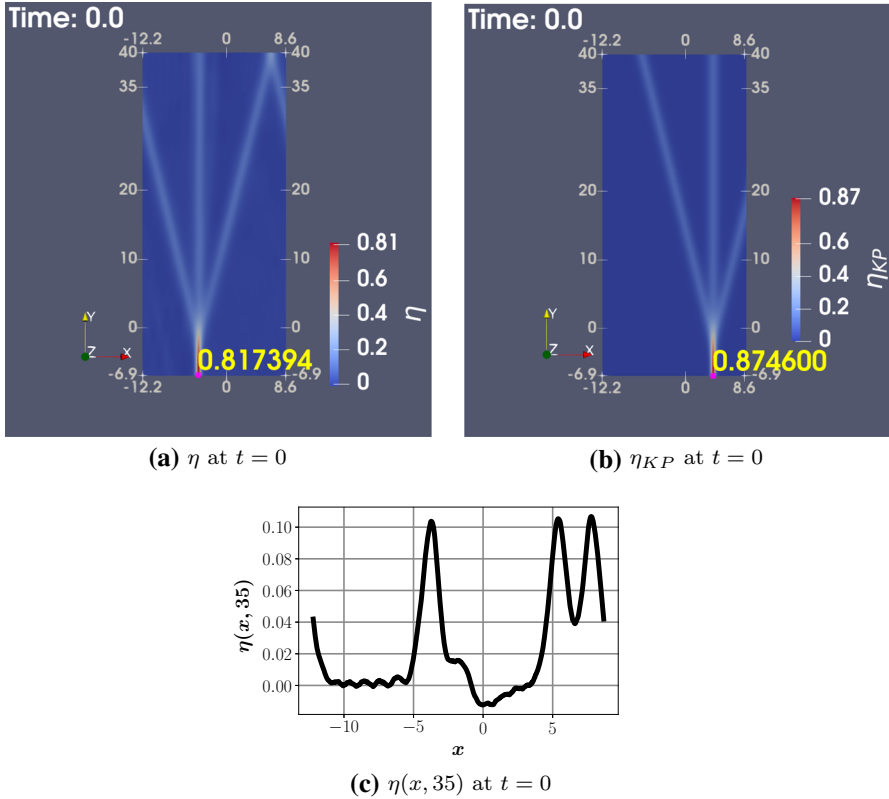 Time: 0.0
-12.2 0 8.6
40 40
35 35
20 20
10 10
0 0
-6.9 -6.9
-12.2 0 8.6
0.817394
Y
Z X
0.81
0.6
0.4
0.2
0
η
(a) η at t = 0
Time: 0.0
-12.2 0 8.6
40 40
35 35
20 20
10 10
0 0
-6.9 -6.9
-12.2 0 8.6
0.874600
Y
Z X
0.87
0.6
0.4
0.2
0
η_KP
(b) η_{KP} at t = 0
η(x, 35)
0.10
0.08
0.06
0.04
0.02
0.00
−10 −5 0 5
x
(c) η(x, 35) at t = 0